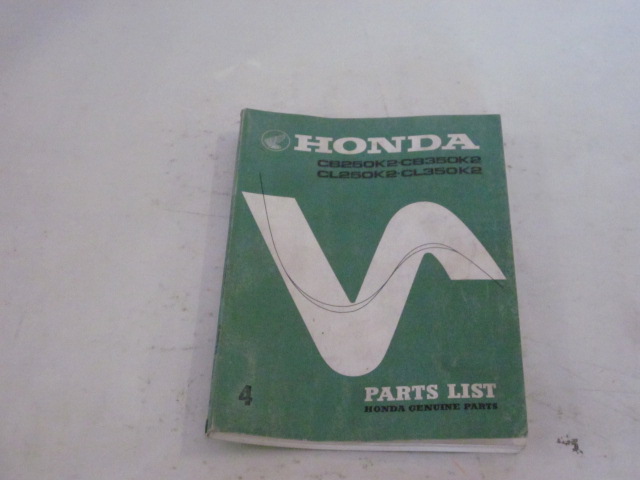 HONDA
CB250K2·CB350K2
CL250K2·CL350K2
4
PARTS LIST
HONDA GENUINE PARTS